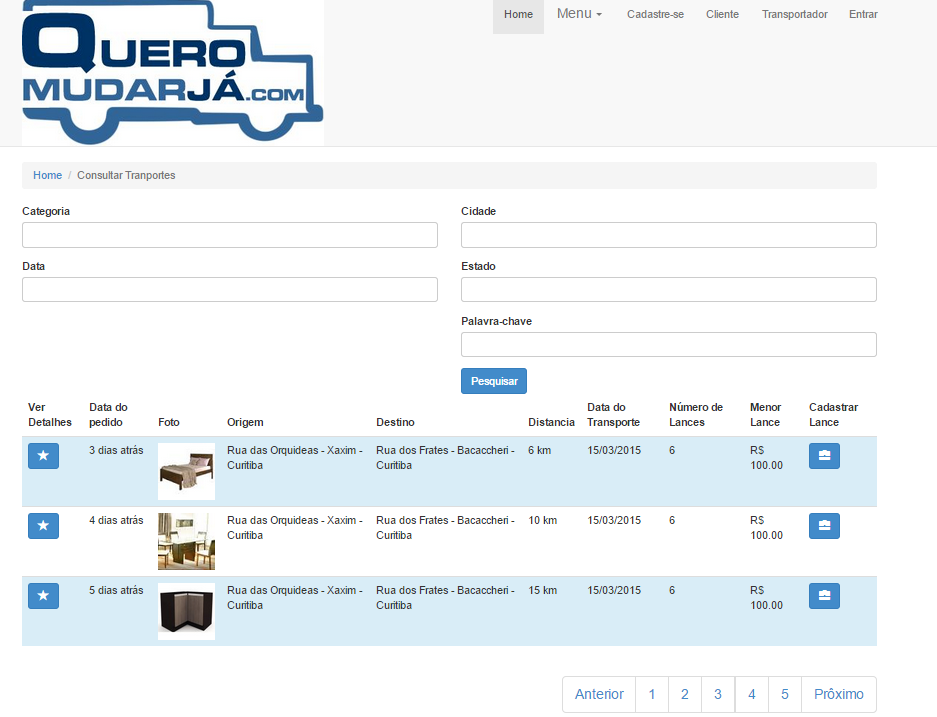 QUERO
MUDARJÁ.COM
Home Menu Cadastre-se Cliente Transportador Entrar
Home / Consultar Tranportes
Categoria Cidade
Data Estado
Palavra-chave
Pesquisar
Ver Detalhes Data do pedido Foto Origem Destino Distancia Data do Transporte Número de Lances Menor Lance Cadastrar Lance
3 dias atrás Rua das Orquideas - Xaxim - Curitiba Rua dos Frates - Bacaccheri - Curitiba 6 km 15/03/2015 6 R$ 100.00
4 dias atrás Rua das Orquideas - Xaxim - Curitiba Rua dos Frates - Bacaccheri - Curitiba 10 km 15/03/2015 6 R$ 100.00
5 dias atrás Rua das Orquideas - Xaxim - Curitiba Rua dos Frates - Bacaccheri - Curitiba 15 km 15/03/2015 6 R$ 100.00
Anterior 1 2 3 4 5 Prôximo